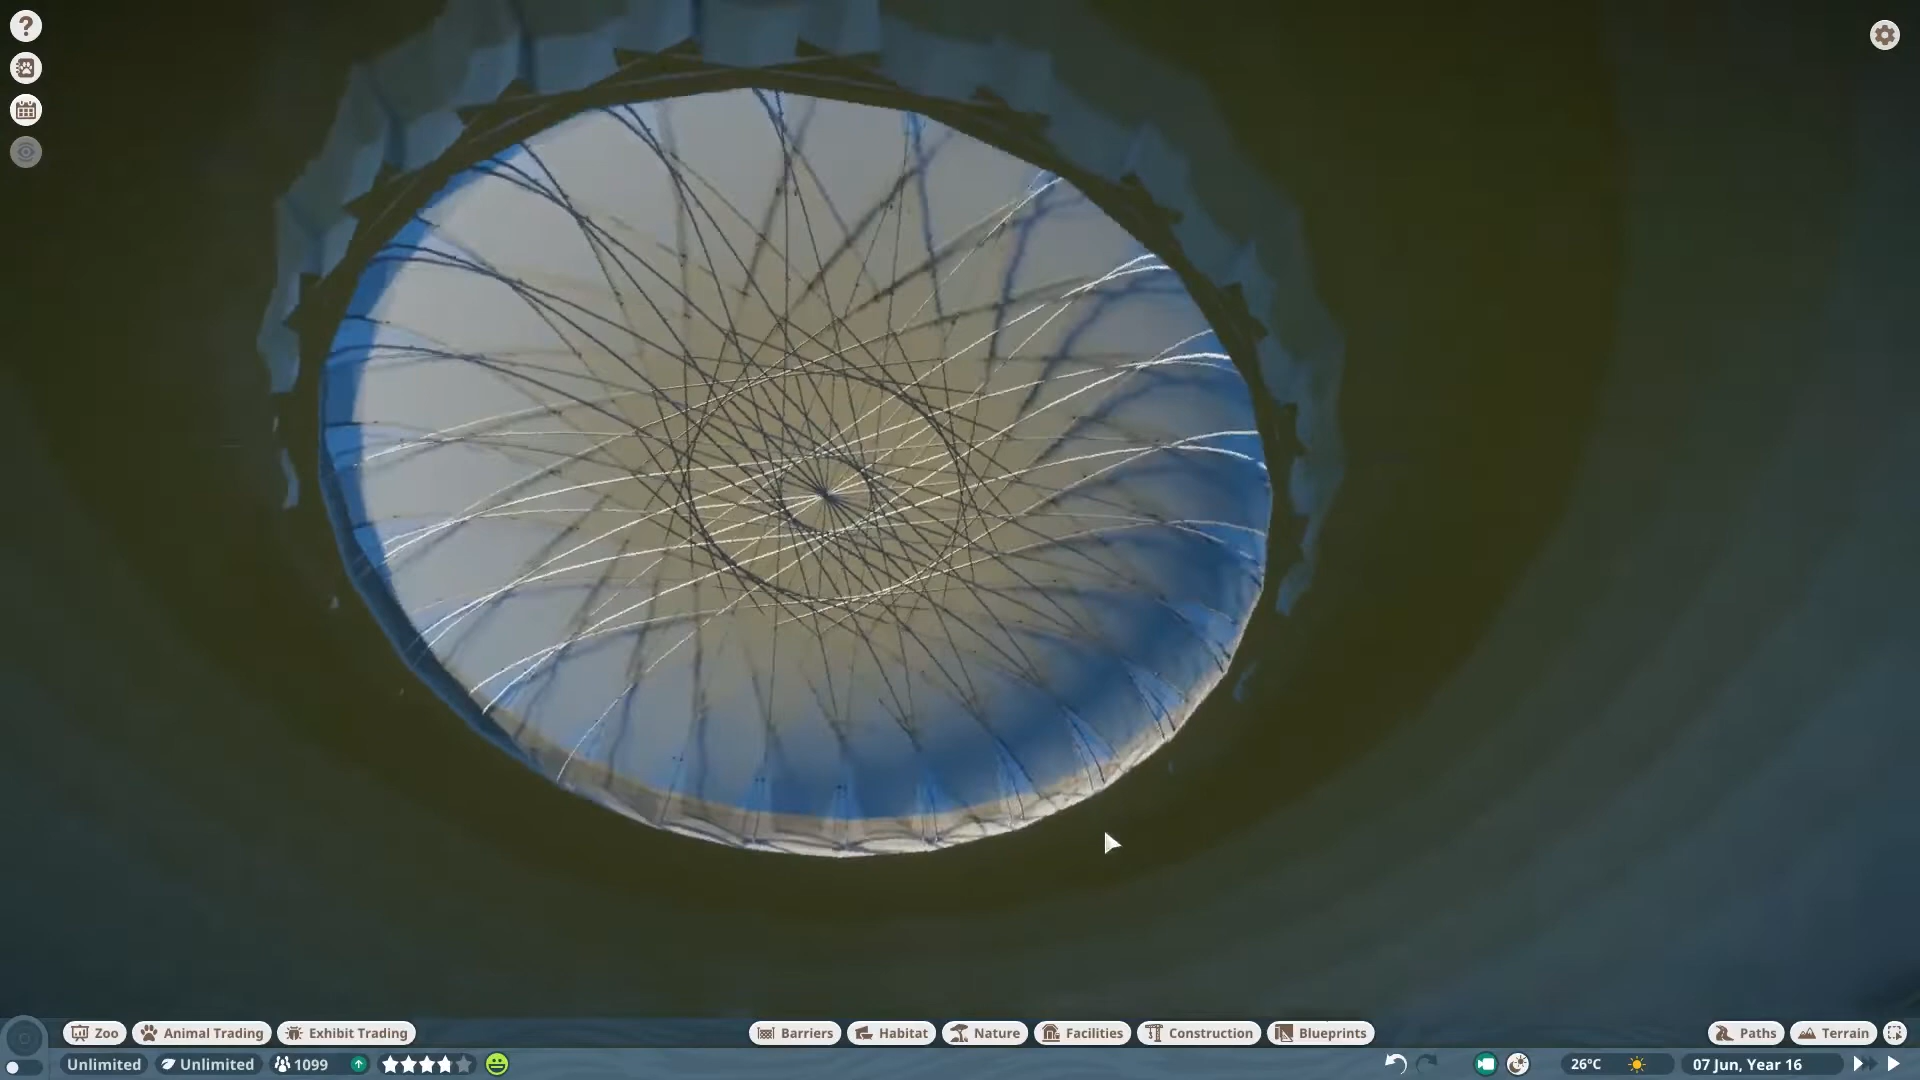 ?
Zoo
Animal Trading
Exhibit Trading
Barriers
Habitat
Nature
Facilities
Construction
Blueprints
Paths
Terrain
Unlimited
Unlimited
1099
26°C
07 Jun, Year 16